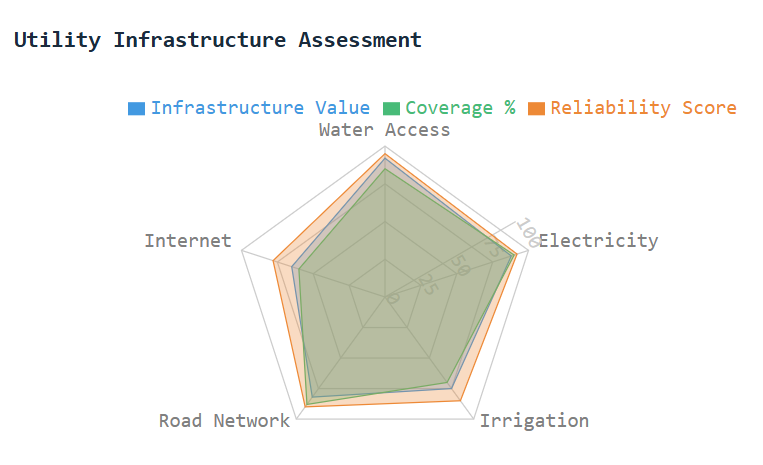 Utility Infrastructure Assessment
Infrastructure Value Coverage % Reliability Score
Water Access
Internet
Electricity
100
75
50
25
0
Road Network
Irrigation